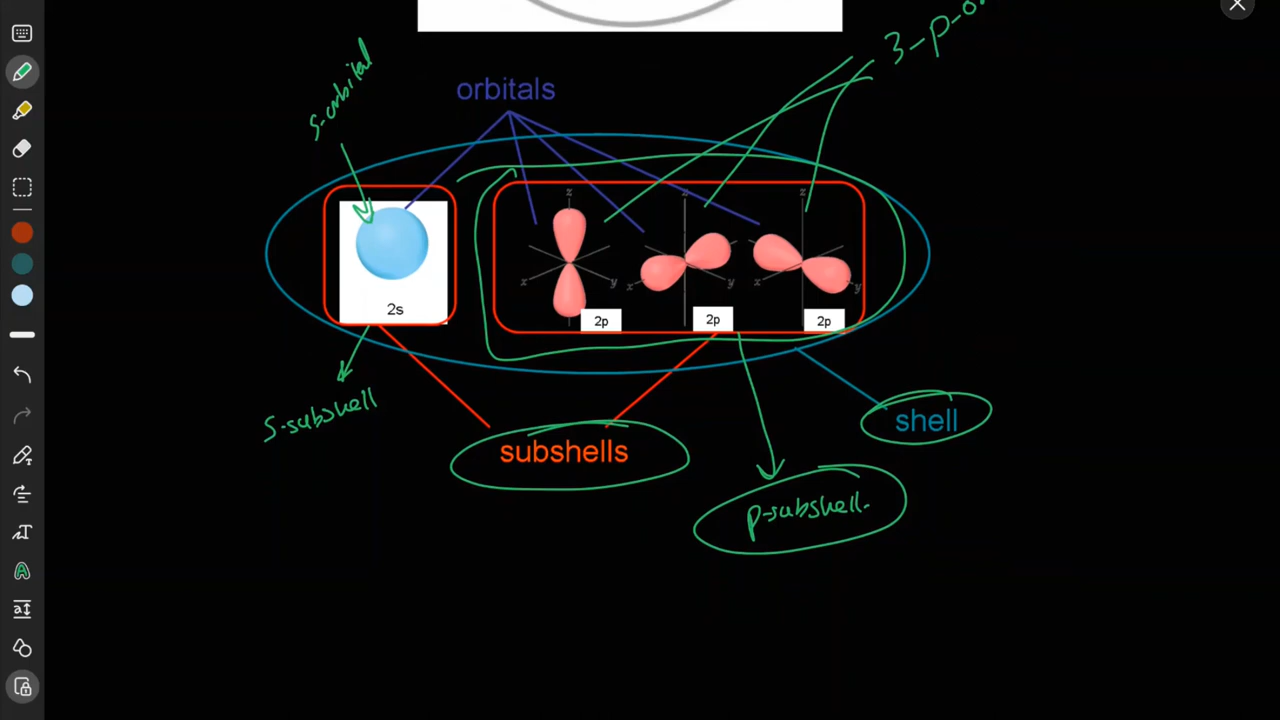 3-p-o
s-orbital
orbitals
z
z
z
x
y
x
y
x
y
2s
2p
2p
2p
s-subshell
shell
subshells
p-subshell.